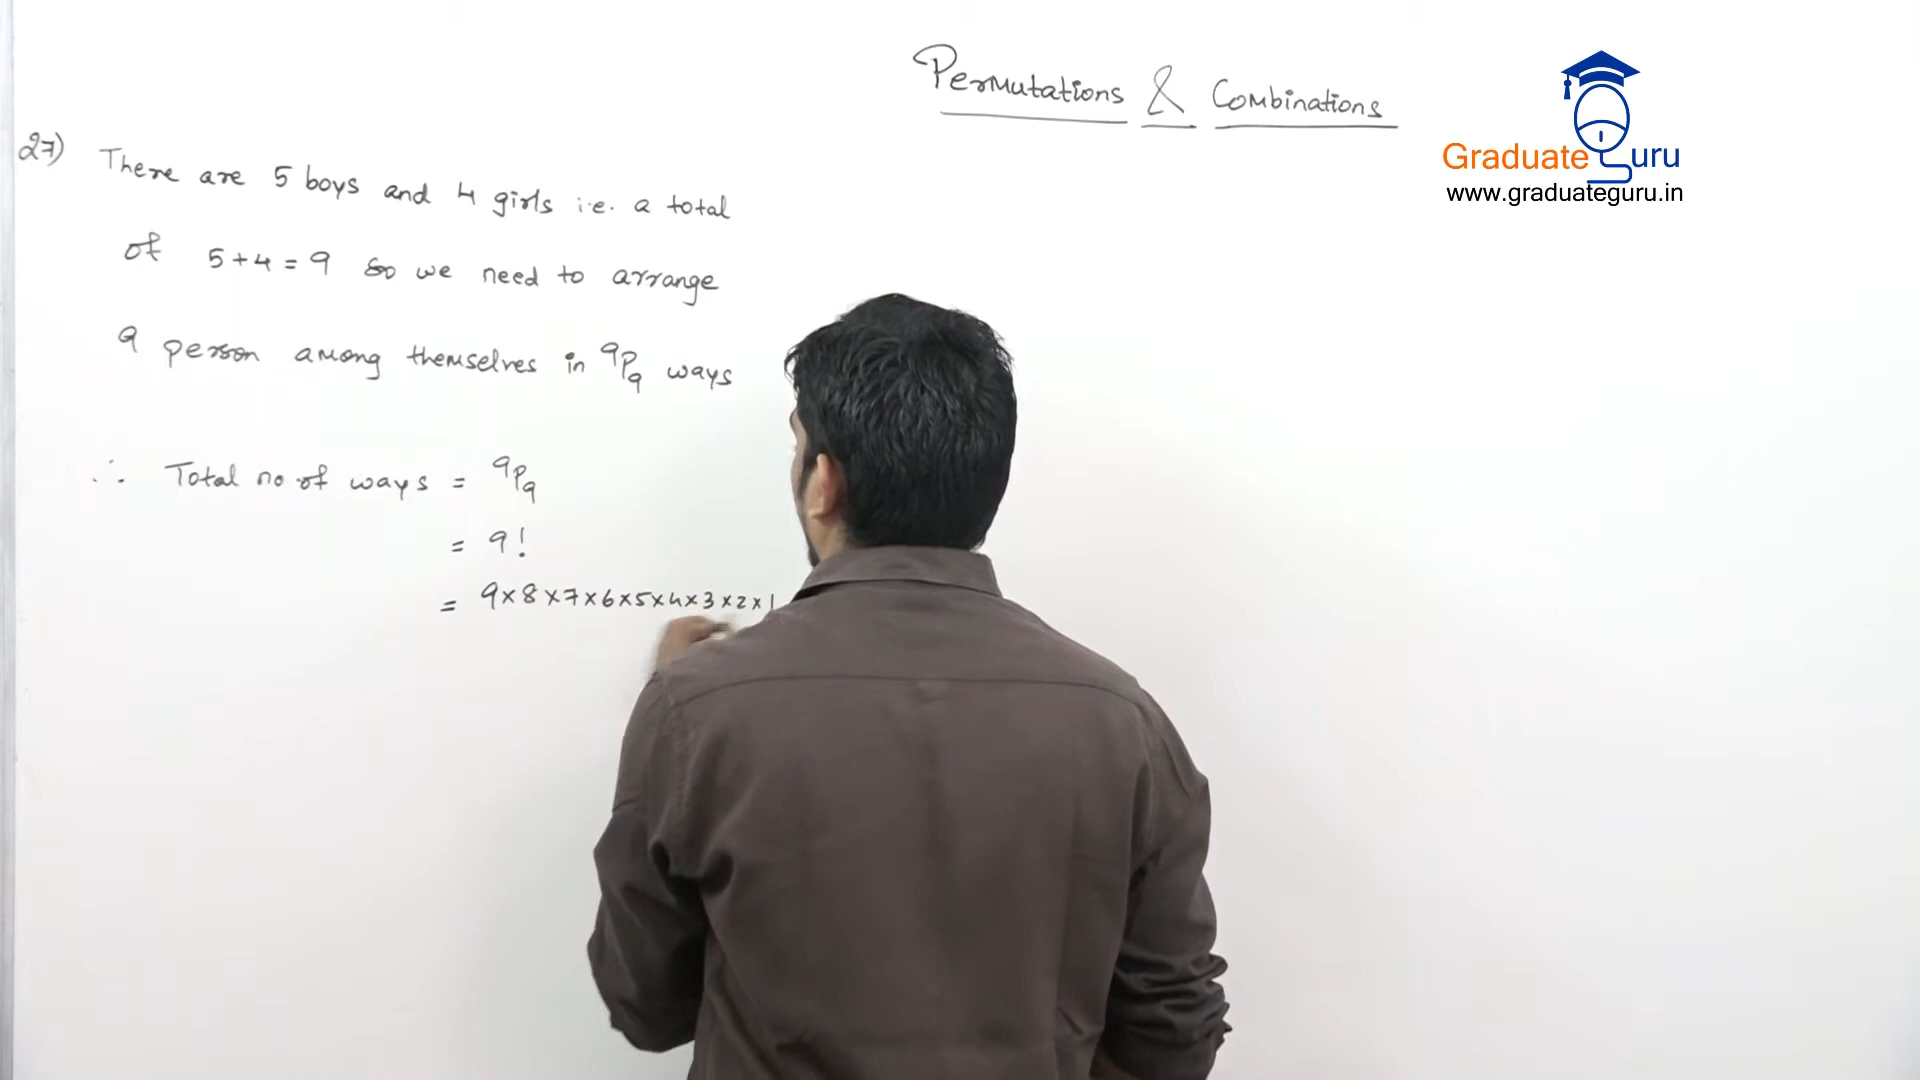 Permutations & Combinations
Graduate Guru
www.graduateguru.in
27) There are 5 boys and 4 girls i.e. a total
of 5+4=9 so we need to arrange
9 person among themselves in ⁹P₉ ways
∴ Total no of ways = ⁹P₉
= 9!
= 9×8×7×6×5×4×3×2×1